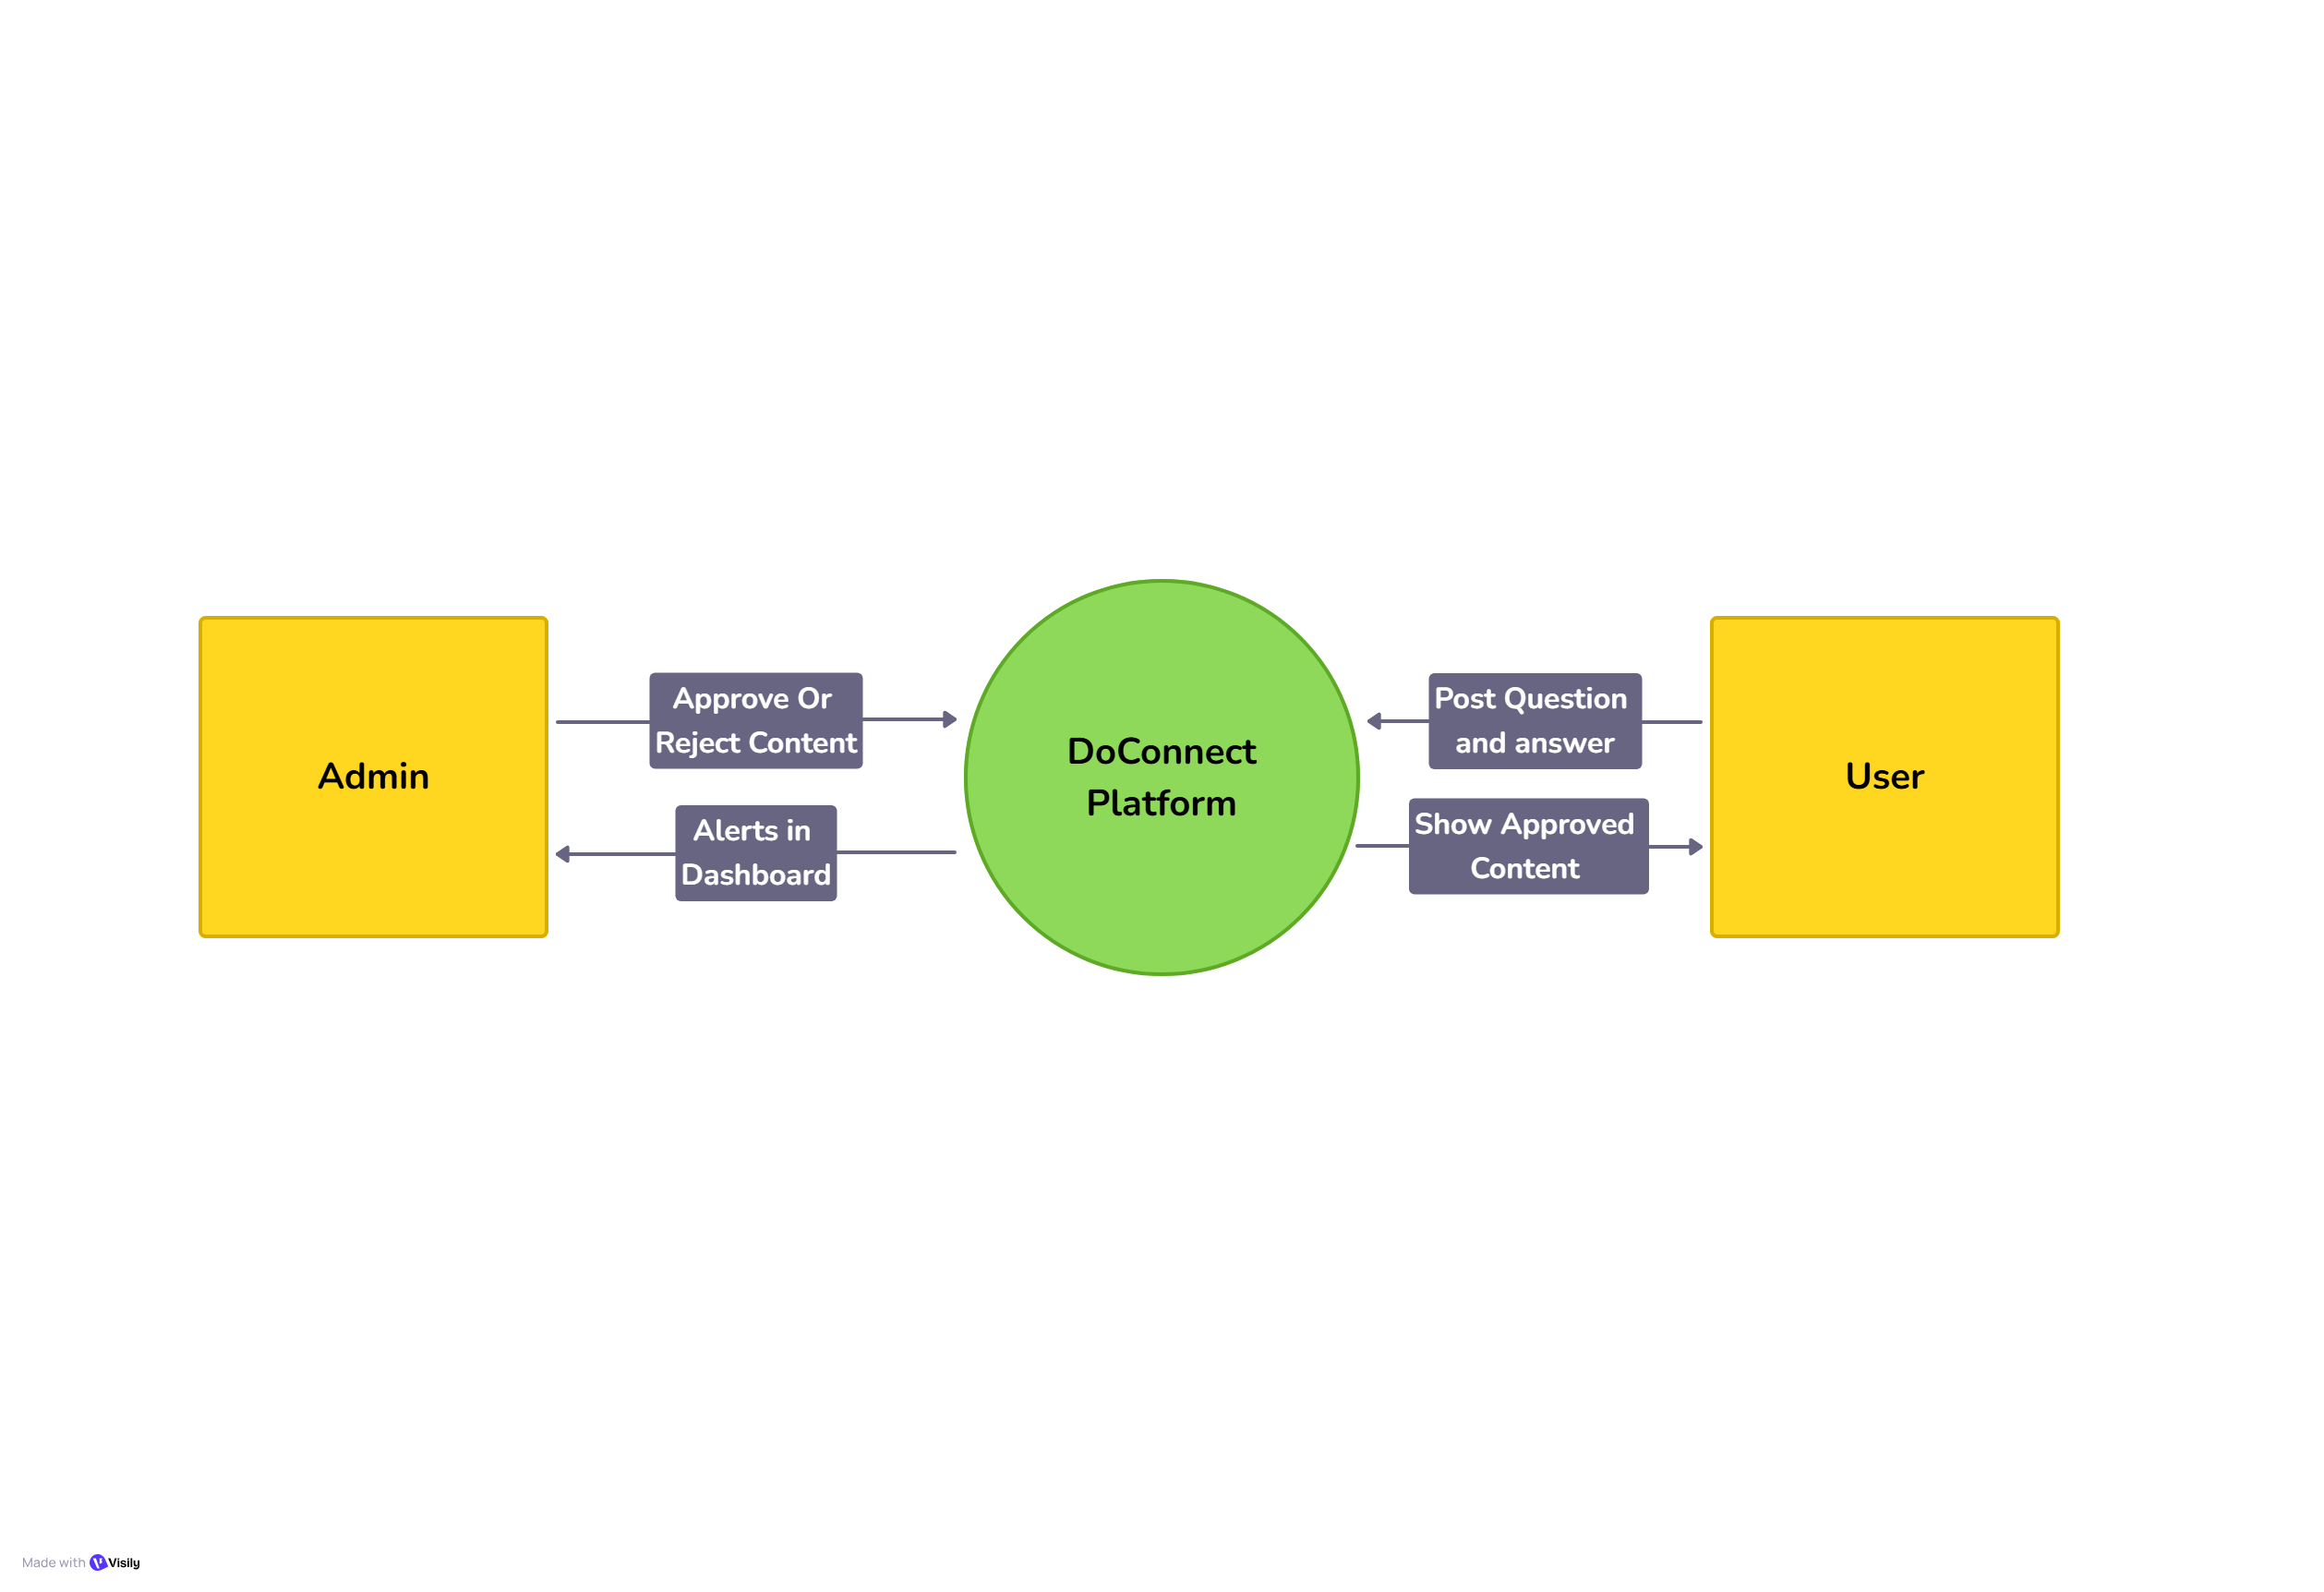 Admin
Approve Or
Reject Content
Alerts in
Dashboard
DoConnect
Platform
Post Question
and answer
Show Approved
Content
User
Made with Visily